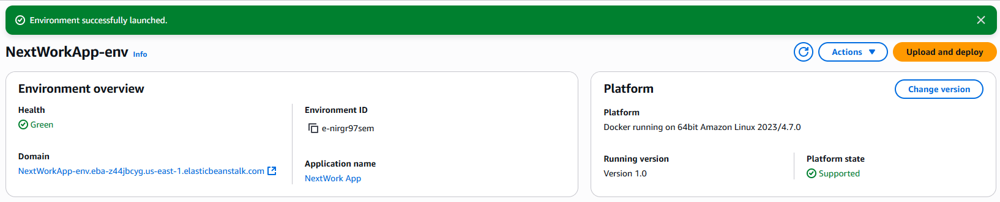 Environment successfully launched.
NextWorkApp-env Info
Actions
Upload and deploy
Environment overview
Health
Green
Domain
NextWorkApp-env.eba-z44jbcyg.us-east-1.elasticbeanstalk.com
Environment ID
e-nirgr97sem
Application name
NextWork App
Platform
Change version
Platform
Docker running on 64bit Amazon Linux 2023/4.7.0
Running version
Version 1.0
Platform state
Supported